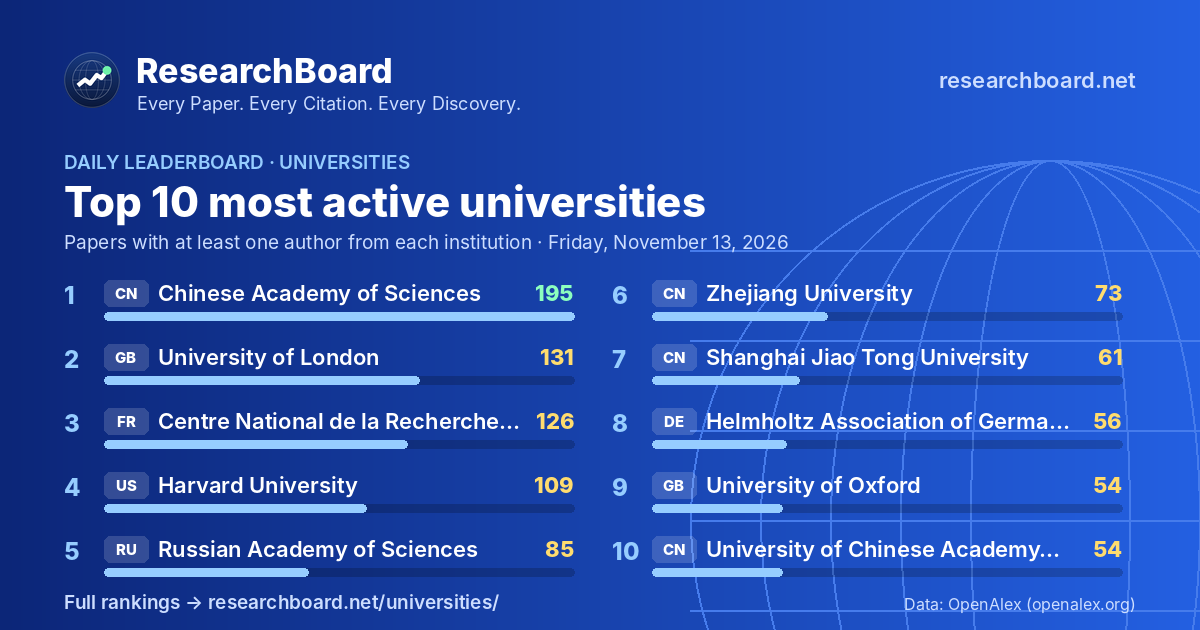 ResearchBoard
Every Paper. Every Citation. Every Discovery.
researchboard.net
DAILY LEADERBOARD · UNIVERSITIES
Top 10 most active universities
Papers with at least one author from each institution · Friday, November 13, 2026
1 CN Chinese Academy of Sciences 195
2 GB University of London 131
3 FR Centre National de la Recherche... 126
4 US Harvard University 109
5 RU Russian Academy of Sciences 85
6 CN Zhejiang University 73
7 CN Shanghai Jiao Tong University 61
8 DE Helmholtz Association of Germa... 56
9 GB University of Oxford 54
10 CN University of Chinese Academy... 54
Full rankings → researchboard.net/universities/
Data: OpenAlex (openalex.org)